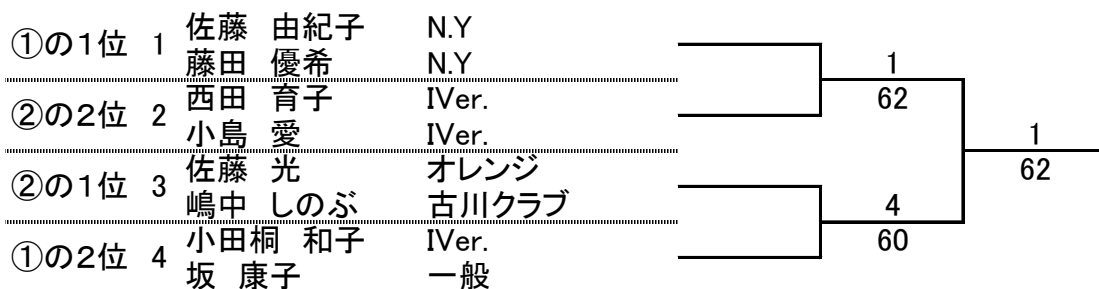 ①の1位 1 佐藤 由紀子 N.Y
藤田 優希 N.Y
②の2位 2 西田 育子 IVer.
小島 愛 IVer.
②の1位 3 佐藤 光 オレンジ
嶋中 しのぶ 古川クラブ
①の2位 4 小田桐 和子 IVer.
坂 康子 一般
1
62
4
60
1
62